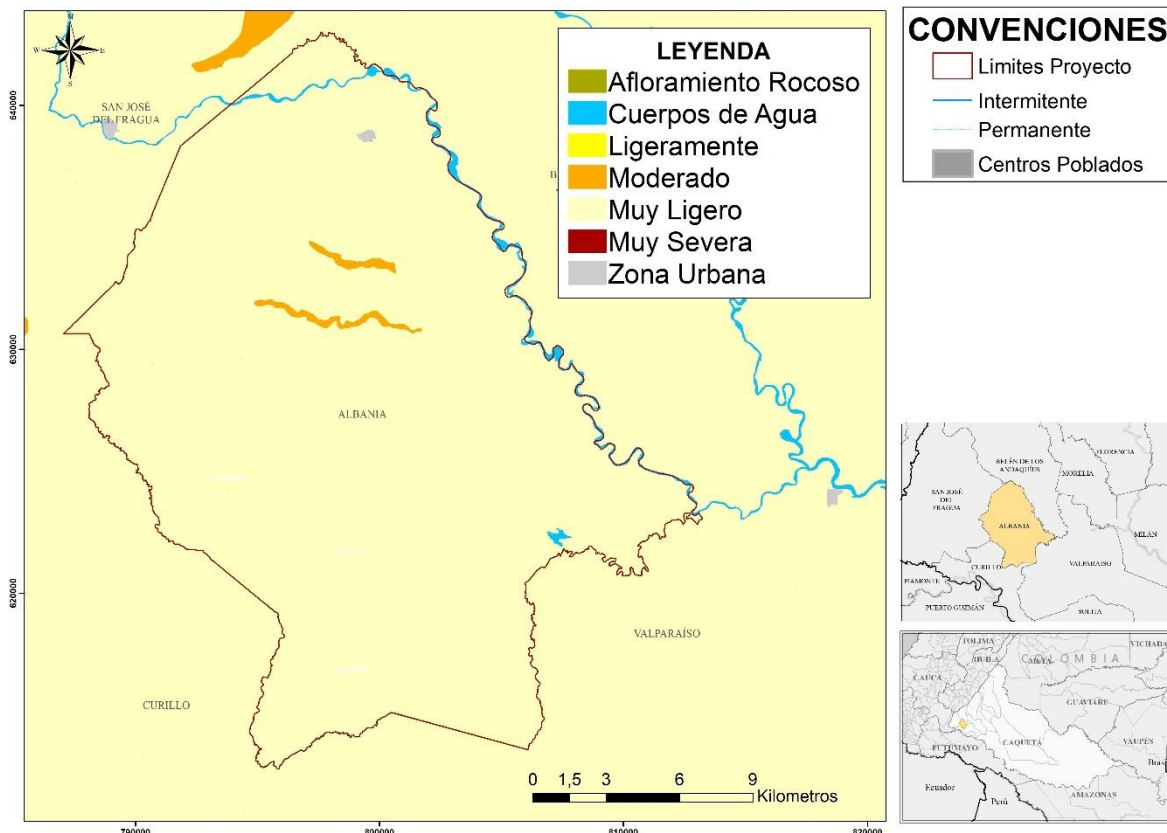 N
W
E
S
SAN JOSÉ
DEL FRAGUA
B
ALBANIA
VALPARAÍSO
CURILLO
640000
630000
620000
790000
800000
810000
820000
LEYENDA
Afloramiento Rocoso
Cuerpos de Agua
Ligeramente
Moderado
Muy Ligero
Muy Severa
Zona Urbana
0 1,5 3 6 9
Kilometros
CONVENCIONES
Limites Proyecto
Intermitente
Permanente
Centros Poblados
BELÉN DE LOS
ANDAQUÍES
FLORENCIA
MORELIA
SAN JOSÉ
DEL
FRAGUA
ALBANIA
MILÁN
CURILLO
VALPARAISO
PIAMONTE
PUERTO GUZMÁN
SOLITA
TOLIMA
HUILA
META
VICHADA
COLOMBIA
CAUCA
GUAVIARE
CAQUETÁ
VAUPÉS
PUTUMAYO
Brasi
Ecuador
Perú
AMAZONAS